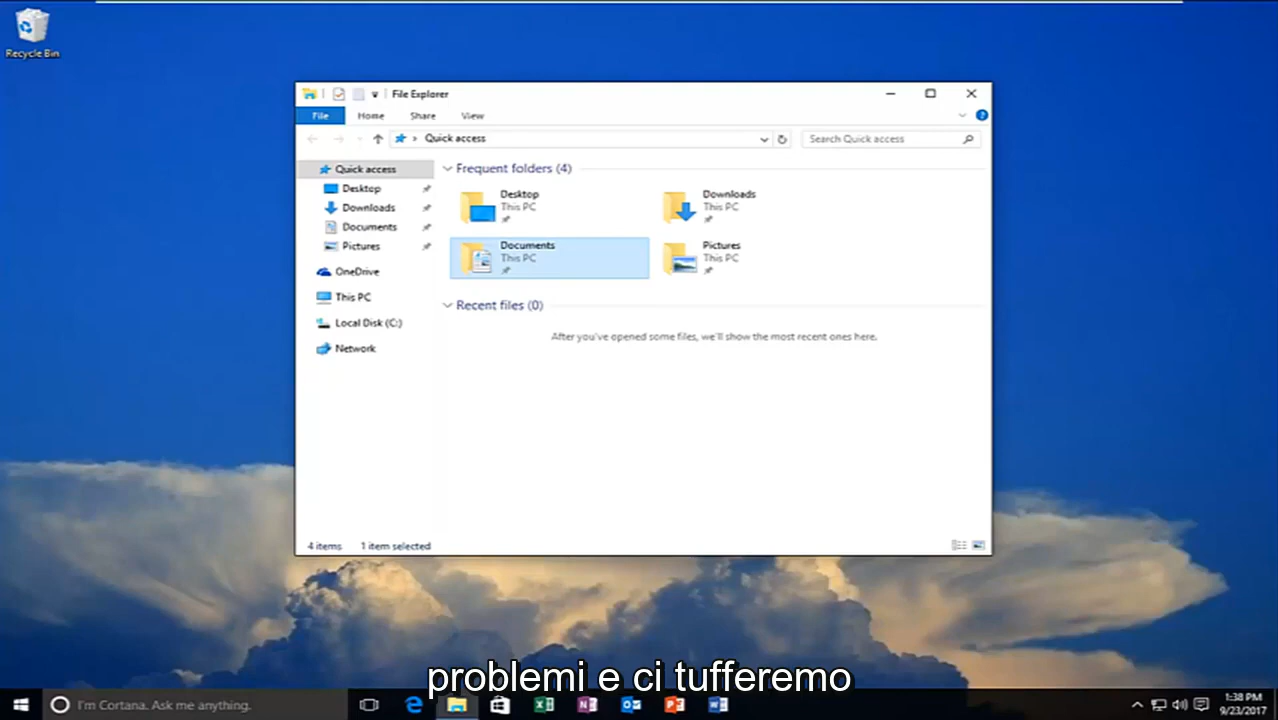 Recycle Bin
File Explorer
File Home Share View
Quick access
Search Quick access
Quick access
Desktop
Downloads
Documents
Pictures
OneDrive
This PC
Local Disk (C:)
Network
Frequent folders (4)
Desktop
This PC
Downloads
This PC
Documents
This PC
Pictures
This PC
Recent files (0)
After you've opened some files, we'll show the most recent ones here.
4 items 1 item selected
problemi e ci tufferemo
I'm Cortana. Ask me anything.
1:38 PM
9/23/2017